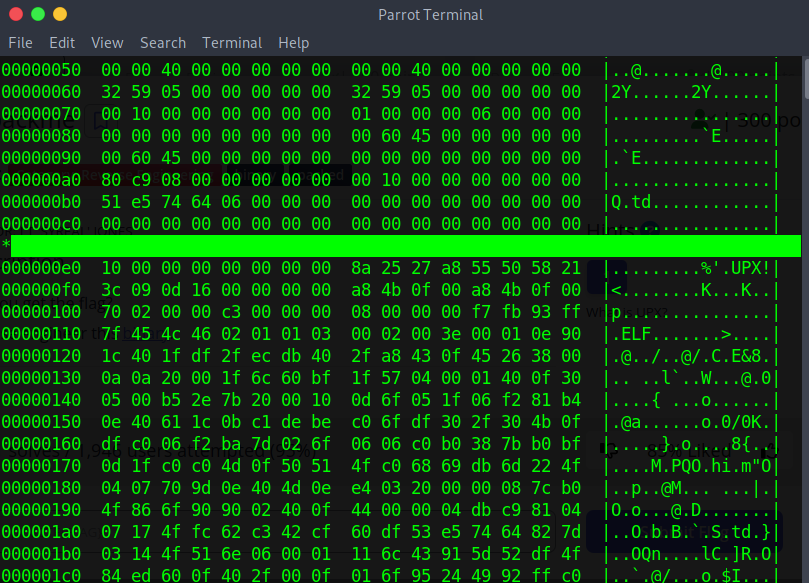 Parrot Terminal
File Edit View Search Terminal Help
00000050 00 00 40 00 00 00 00 00 00 00 40 00 00 00 00 00 |..@.......@.....|
00000060 32 59 05 00 00 00 00 00 32 59 05 00 00 00 00 00 |2Y......2Y......|
00000070 00 10 00 00 00 00 00 00 01 00 00 00 06 00 00 00 |................|
00000080 00 00 00 00 00 00 00 00 00 60 45 00 00 00 00 00 |.........`E.....|
00000090 00 60 45 00 00 00 00 00 00 00 00 00 00 00 00 00 |.`E.............|
000000a0 80 c9 08 00 00 00 00 00 00 10 00 00 00 00 00 00 |................|
000000b0 51 e5 74 64 06 00 00 00 00 00 00 00 00 00 00 00 |Q.td............|
000000c0 00 00 00 00 00 00 00 00 00 00 00 00 00 00 00 00 |................|
*
000000e0 10 00 00 00 00 00 00 00 8a 25 27 a8 55 50 58 21 |.........%'.UPX!|
000000f0 3c 09 0d 16 00 00 00 00 a8 4b 0f 00 a8 4b 0f 00 |<........K...K..|
00000100 70 02 00 00 c3 00 00 00 08 00 00 00 f7 fb 93 ff |p...............|
00000110 7f 45 4c 46 02 01 01 03 00 02 00 3e 00 01 0e 90 |.ELF.......>....|
00000120 1c 40 1f df 2f ec db 40 2f a8 43 0f 45 26 38 00 |.@../..@/.C.E&8.|
00000130 0a 0a 20 00 1f 6c 60 bf 1f 57 04 00 01 40 0f 30 |.. ..l`..W...@.0|
00000140 05 00 b5 2e 7b 20 00 10 0d 6f 05 1f 06 f2 81 b4 |....{ ...o......|
00000150 0e 40 61 1c 0b c1 de be c0 6f df 30 2f 30 4b 0f |.@a......o.0/0K.|
00000160 df c0 06 f2 ba 7d 02 6f 06 06 c0 b0 38 7b b0 bf |.....}.o....8{..|
00000170 0d 1f c0 c0 4d 0f 50 51 4f c0 68 69 db 6d 22 4f |....M.PQO.hi.m"O|
00000180 04 07 70 9d 0e 40 4d 0e e4 03 20 00 00 08 7c b0 |..p..@M... ...|.|
00000190 4f 86 6f 90 90 02 40 0f 44 00 00 04 db c9 81 04 |O.o...@.D.......|
000001a0 07 17 4f fc 62 c3 42 cf 60 df 53 e5 74 64 82 7d |..O.b.B.`.S.td.}|
000001b0 03 14 4f 51 6e 06 00 01 11 6c 43 91 5d 52 df 4f |..OQn....lC.]R.O|
000001c0 84 ed 60 0f 40 2f 00 0f 01 6f 95 24 49 92 ff c0 |..`.@/...o.$I...|